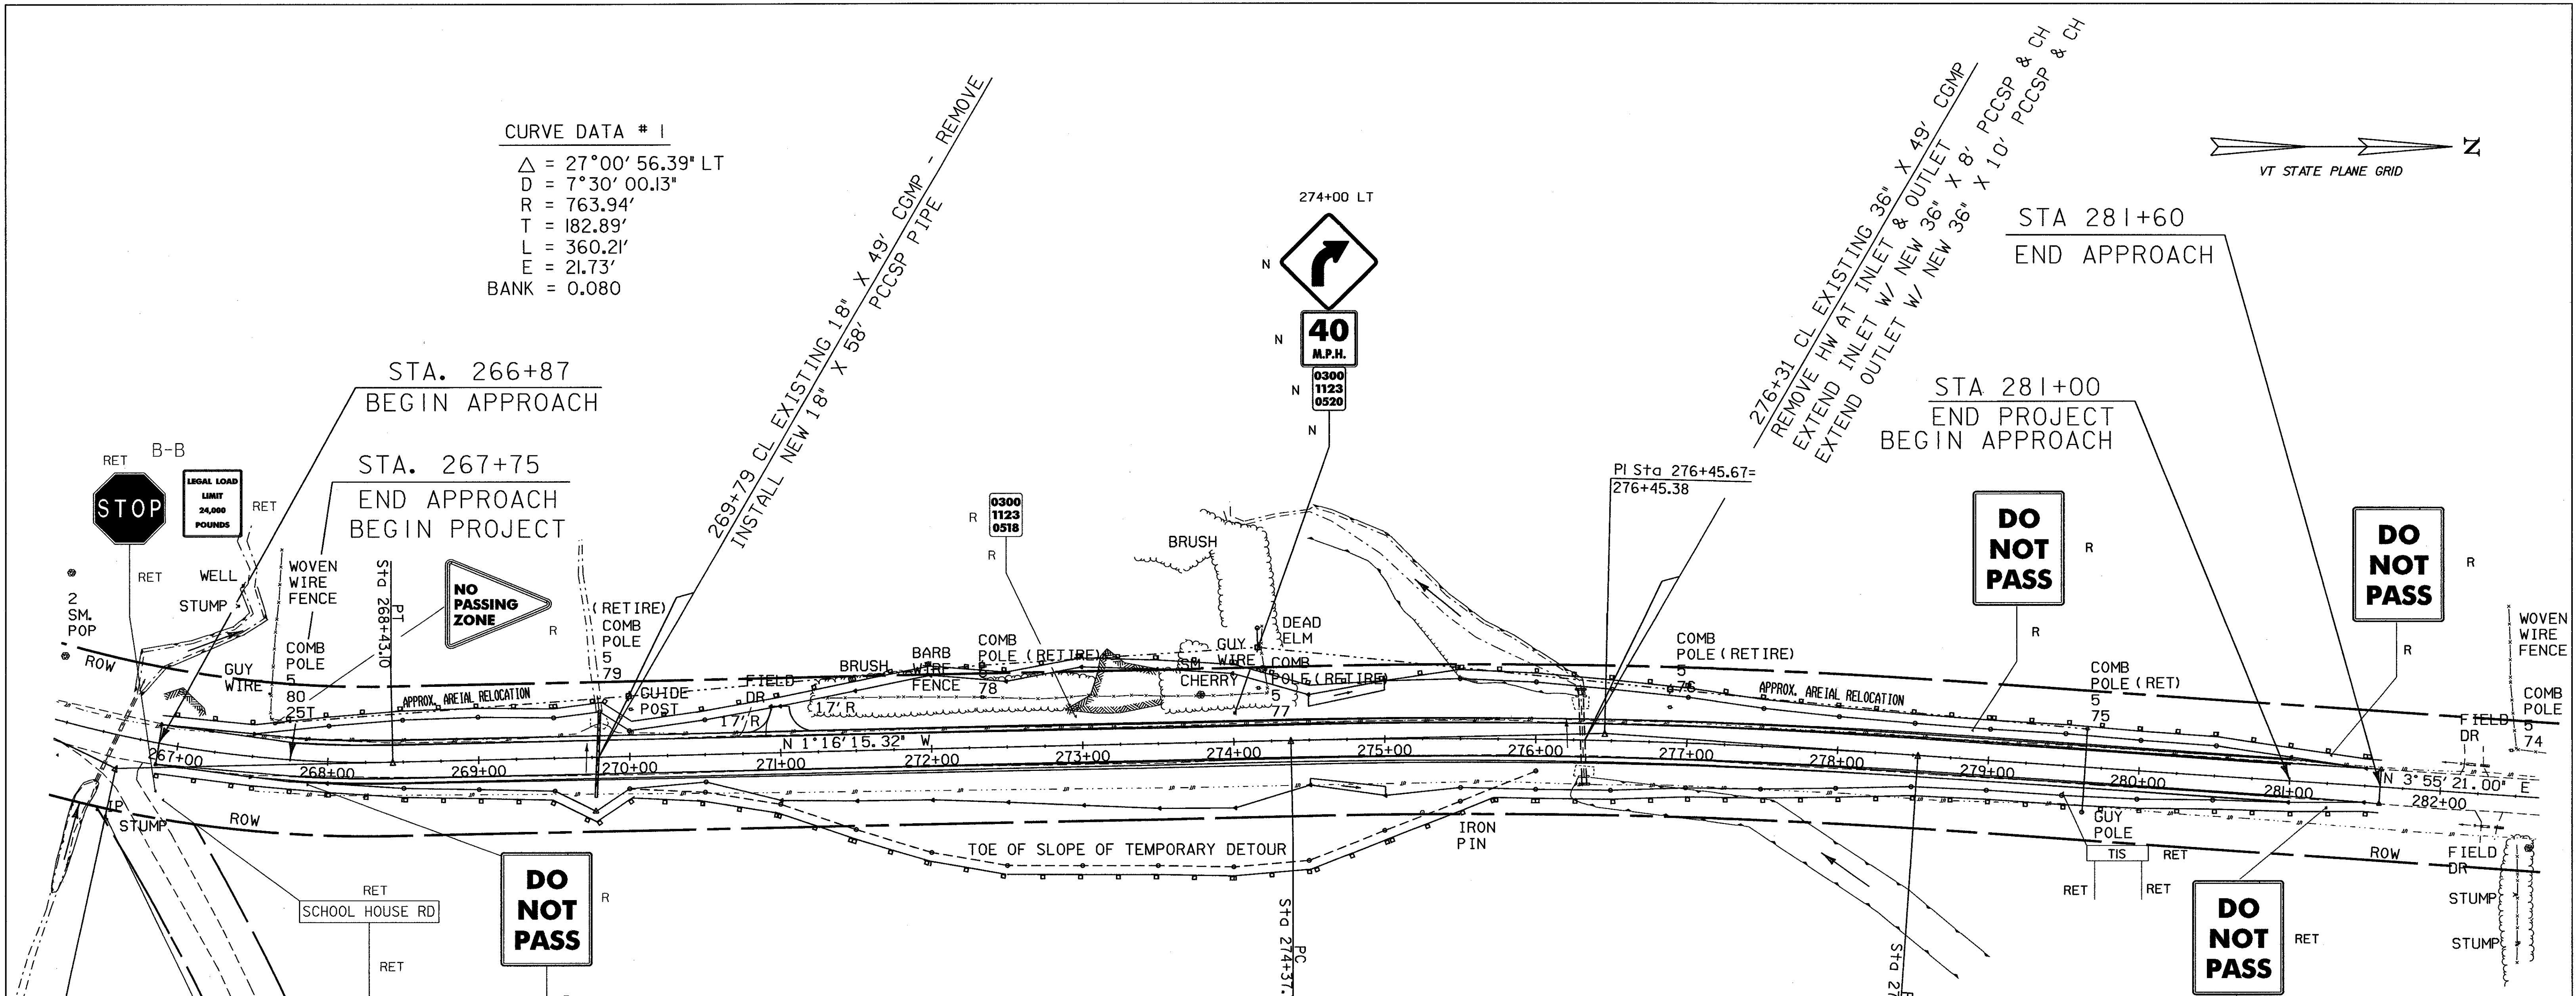 CURVE DATA # 1
△ = 27°00' 56.39" LT
D = 7°30' 00.13"
R = 763.94'
T = 182.89'
L = 360.21'
E = 21.73'
BANK = 0.080
269+79 CL EXISTING 18" X 49' CGMP - REMOVE
INSTALL NEW 18" X 58' PCCSP PIPE
274+00 LT
N
N
40
M.P.H.
N
0300
1123
0520
N
276+31 CL EXISTING 36" X 49' CGMP
REMOVE HW AT INLET & OUTLET
EXTEND INLET W/ NEW 36" X 8' PCCSP & CH
EXTEND OUTLET W/ NEW 36" X 10' PCCSP & CH
N
VT STATE PLANE GRID
STA 281+60
END APPROACH
STA 281+00
END PROJECT
BEGIN APPROACH
STA. 266+87
BEGIN APPROACH
STA. 267+75
END APPROACH
BEGIN PROJECT
B-B
RET
STOP
LEGAL LOAD
LIMIT
24,000
POUNDS
RET
RET
2
SM.
POP
WELL
STUMP
WOVEN
WIRE
FENCE
PT
Sta 268+43.10
NO
PASSING
ZONE
R
(RETIRE)
COMB
POLE
5
79
R
0300
1123
0518
R
BRUSH
PI Sta 276+45.67=
276+45.38
DO
NOT
PASS
R
R
DO
NOT
PASS
R
R
WOVEN
WIRE
FENCE
ROW
GUY
WIRE
COMB
POLE
5
80
25T
APPROX. AREIAL RELOCATION
GUIDE
POST
FIELD
DR
17' R
17' R
BRUSH
BARB
WIRE
FENCE
COMB
POLE (RETIRE)
5
78
SM.
CHERRY
GUY
WIRE
DEAD
ELM
COMB
POLE (RETIRE)
5
77
COMB
POLE (RETIRE)
5
76
APPROX. AREIAL RELOCATION
COMB
POLE (RET)
5
75
FIELD
DR
COMB
POLE
5
74
N 1°16'15.32" W
267+00
268+00
269+00
270+00
271+00
272+00
273+00
274+00
275+00
276+00
277+00
278+00
279+00
280+00
281+00
282+00
N 3°55' 21.00" E
IP
STUMP
ROW
TOE OF SLOPE OF TEMPORARY DETOUR
IRON
PIN
GUY
POLE
TIS
RET
RET
RET
ROW
FIELD
DR
STUMP
STUMP
RET
SCHOOL HOUSE RD
RET
DO
NOT
PASS
R
PC
Sta 274+37.
DO
NOT
PASS
RET